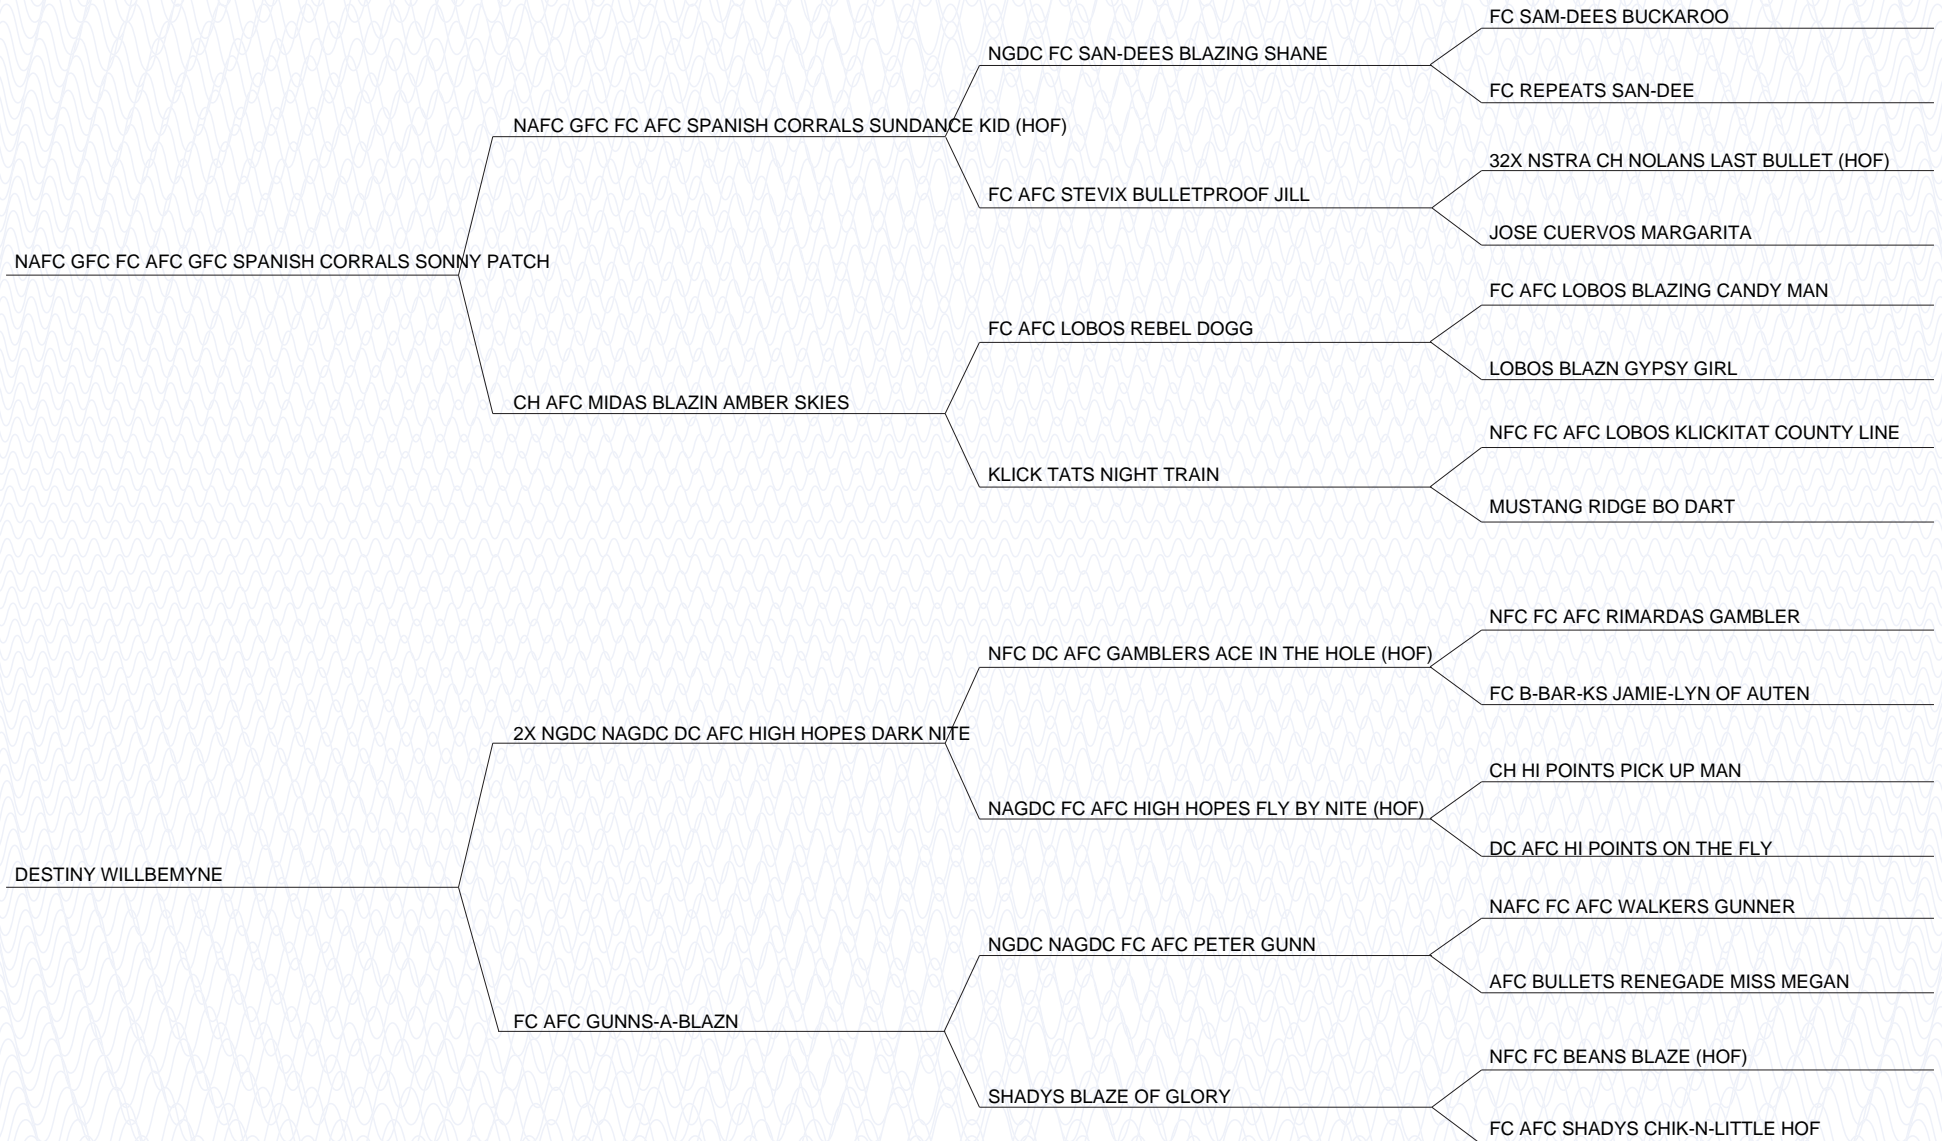 FC SAM-DEES BUCKAROO
NGDC FC SAN-DEES BLAZING SHANE
FC REPEATS SAN-DEE
NAFC GFC FC AFC SPANISH CORRALS SUNDANCE KID (HOF)
32X NSTRA CH NOLANS LAST BULLET (HOF)
FC AFC STEVIX BULLETPROOF JILL
JOSE CUERVOS MARGARITA
NAFC GFC FC AFC GFC SPANISH CORRALS SONNY PATCH
FC AFC LOBOS BLAZING CANDY MAN
FC AFC LOBOS REBEL DOGG
LOBOS BLAZN GYPSY GIRL
CH AFC MIDAS BLAZIN AMBER SKIES
NFC FC AFC LOBOS KLICKITAT COUNTY LINE
KLICK TATS NIGHT TRAIN
MUSTANG RIDGE BO DART
NFC FC AFC RIMARDAS GAMBLER
NFC DC AFC GAMBLERS ACE IN THE HOLE (HOF)
FC B-BAR-KS JAMIE-LYN OF AUTEN
2X NGDC NAGDC DC AFC HIGH HOPES DARK NITE
CH HI POINTS PICK UP MAN
NAGDC FC AFC HIGH HOPES FLY BY NITE (HOF)
DC AFC HI POINTS ON THE FLY
DESTINY WILLBEMYNE
NAFC FC AFC WALKERS GUNNER
NGDC NAGDC FC AFC PETER GUNN
AFC BULLETS RENEGADE MISS MEGAN
FC AFC GUNNS-A-BLAZN
NFC FC BEANS BLAZE (HOF)
SHADYS BLAZE OF GLORY
FC AFC SHADYS CHIK-N-LITTLE HOF